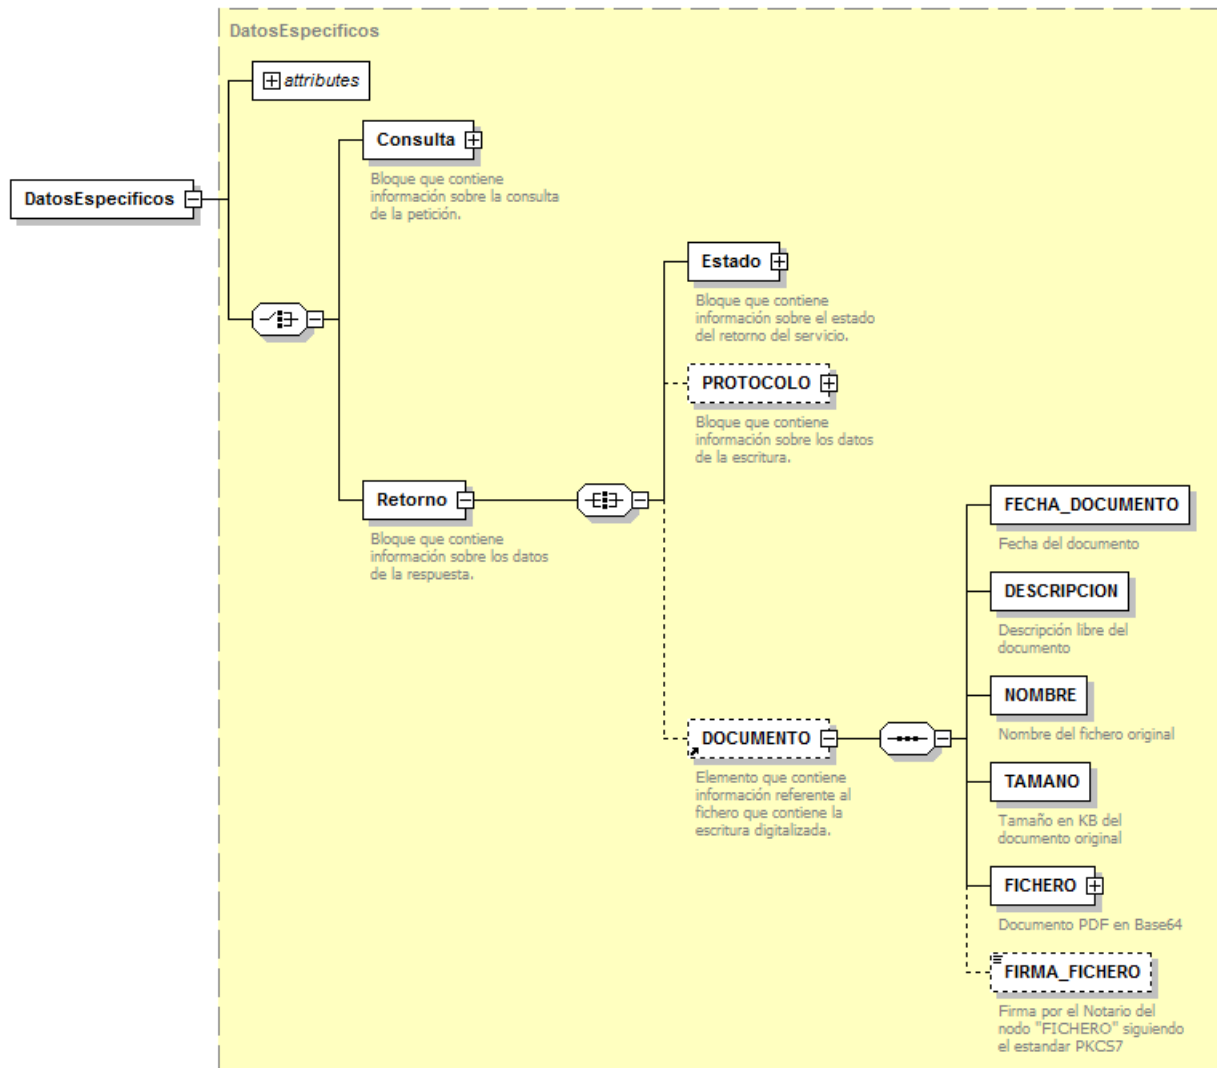 DatosEspecificos
attributes
Consulta
Bloque que contiene
información sobre la consulta
de la petición.
DatosEspecificos
Estado
Bloque que contiene
información sobre el estado
del retorno del servicio.
PROTOCOLO
Bloque que contiene
información sobre los datos
de la escritura.
Retorno
Bloque que contiene
información sobre los datos
de la respuesta.
FECHA_DOCUMENTO
Fecha del documento
DESCRIPCION
Descripción libre del
documento
NOMBRE
Nombre del fichero original
DOCUMENTO
Elemento que contiene
información referente al
fichero que contiene la
escritura digitalizada.
TAMANO
Tamaño en KB del
documento original
FICHERO
Documento PDF en Base64
FIRMA_FICHERO
Firma por el Notario del
nodo "FICHERO" siguiendo
el estandar PKCS7